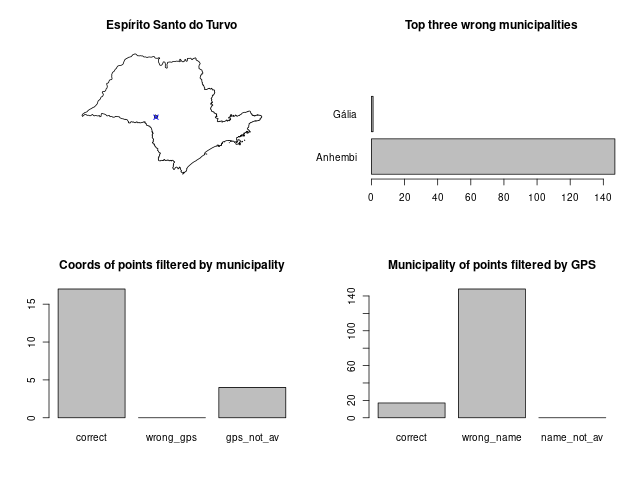 Espírito Santo do Turvo
Top three wrong municipalities
Gália
Anhembi
0 20 40 60 80 100 120 140
Coords of points filtered by municipality
15
10
5
0
correct wrong_gps gps_not_av
Municipality of points filtered by GPS
140
100
60
20
0
correct wrong_name name_not_av